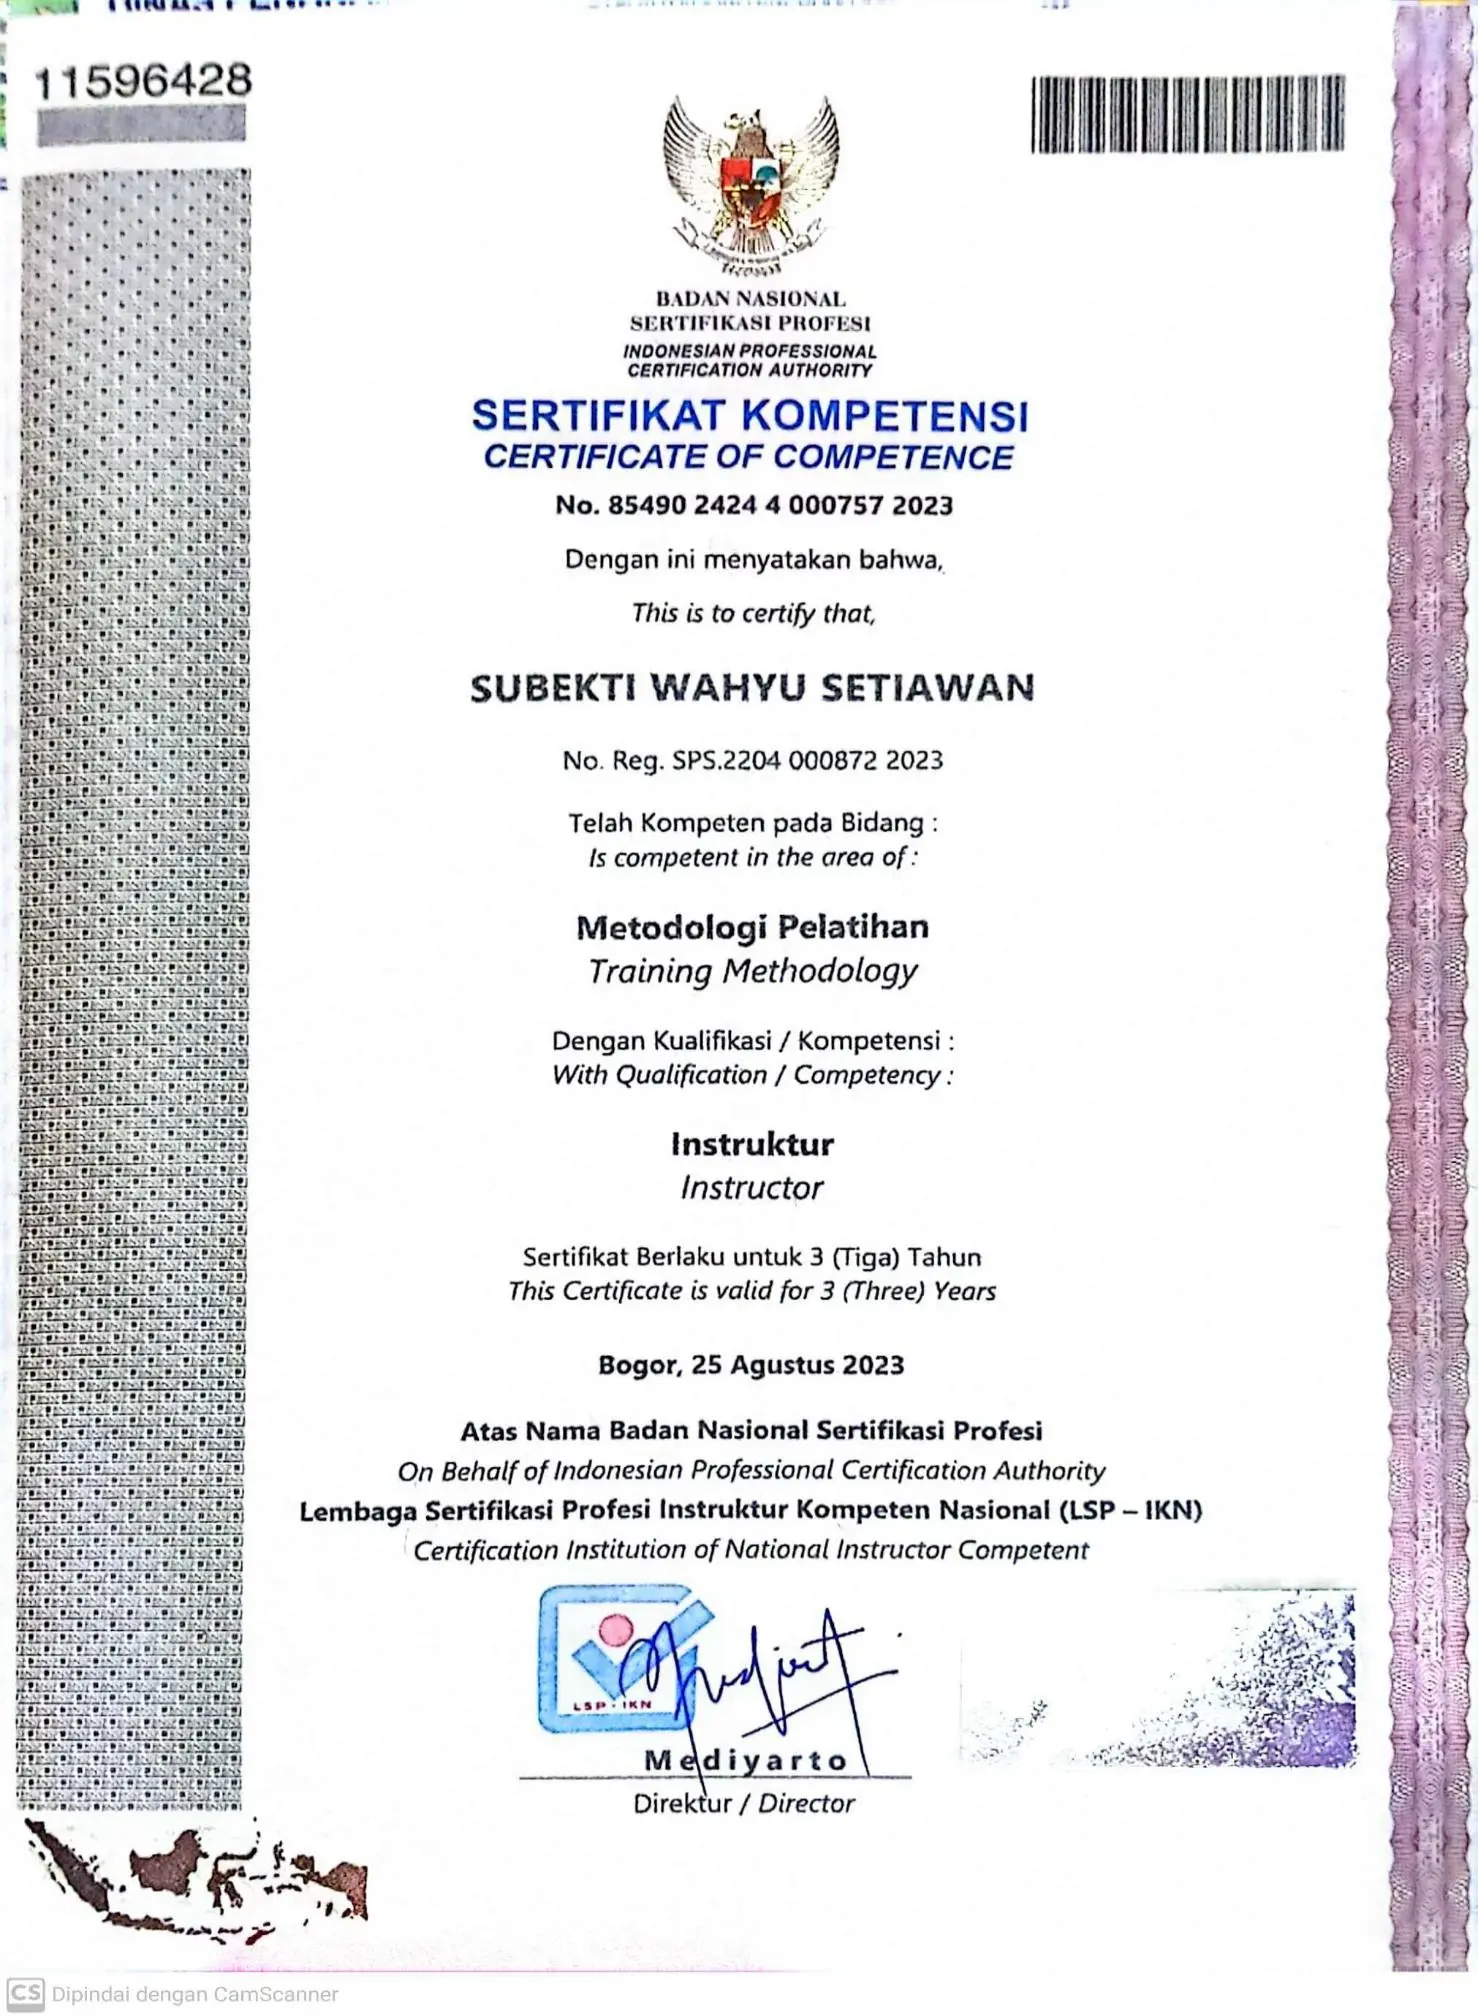 11596428
BADAN NASIONAL
SERTIFIKASI PROFESI
INDONESIAN PROFESSIONAL
CERTIFICATION AUTHORITY
SERTIFIKAT KOMPETENSI
CERTIFICATE OF COMPETENCE
No. 85490 2424 4 000757 2023
Dengan ini menyatakan bahwa,
This is to certify that,
SUBEKTI WAHYU SETIAWAN
No. Reg. SPS.2204 000872 2023
Telah Kompeten pada Bidang :
Is competent in the area of :
Metodologi Pelatihan
Training Methodology
Dengan Kualifikasi / Kompetensi :
With Qualification / Competency :
Instruktur
Instructor
Sertifikat Berlaku untuk 3 (Tiga) Tahun
This Certificate is valid for 3 (Three) Years
Bogor, 25 Agustus 2023
Atas Nama Badan Nasional Sertifikasi Profesi
On Behalf of Indonesian Professional Certification Authority
Lembaga Sertifikasi Profesi Instruktur Kompeten Nasional (LSP – IKN)
Certification Institution of National Instructor Competent
LSP - IKN
Mediyarto
Direktur / Director
CS Dipindai dengan CamScanner